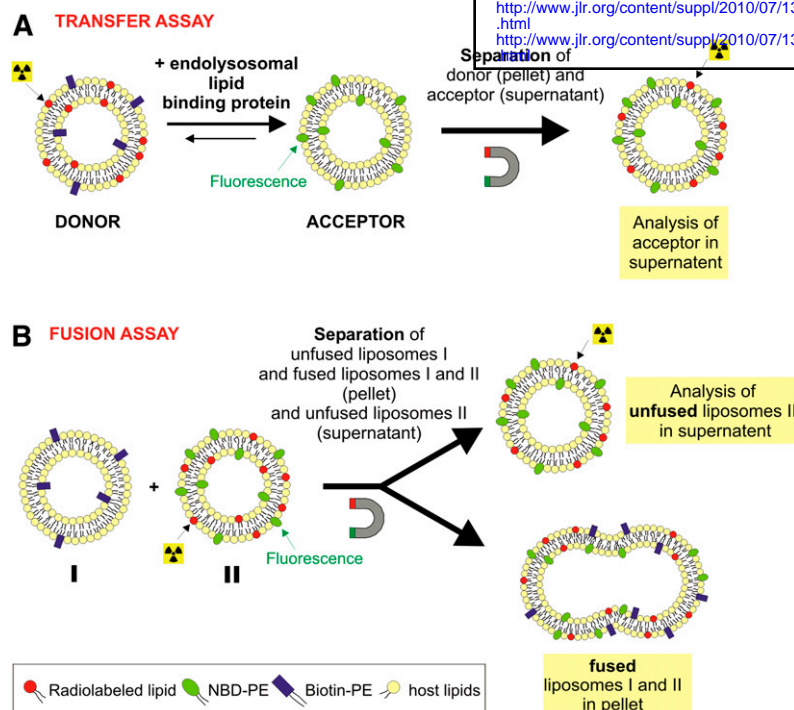 http://www.jlr.org/content/suppl/2010/07/13
.html
http://www.jlr.org/content/suppl/2010/07/13
.html
A TRANSFER ASSAY
+ endolysosomal
lipid
binding protein
Separation of
donor (pellet) and
acceptor (supernatant)
Fluorescence
DONOR
ACCEPTOR
Analysis of
acceptor in
supernatent
B FUSION ASSAY
Separation of
unfused liposomes I
and fused liposomes I and II
(pellet)
and unfused liposomes II
(supernatant)
Analysis of
unfused liposomes II
in supernatent
+
Fluorescence
I
II
fused
liposomes I and II
in pellet
Radiolabeled lipid NBD-PE Biotin-PE host lipids